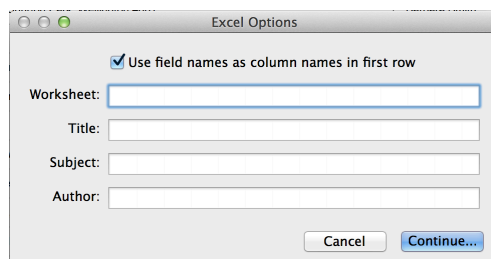 Excel Options
Use field names as column names in first row
Worksheet:
Title:
Subject:
Author:
Cancel
Continue...